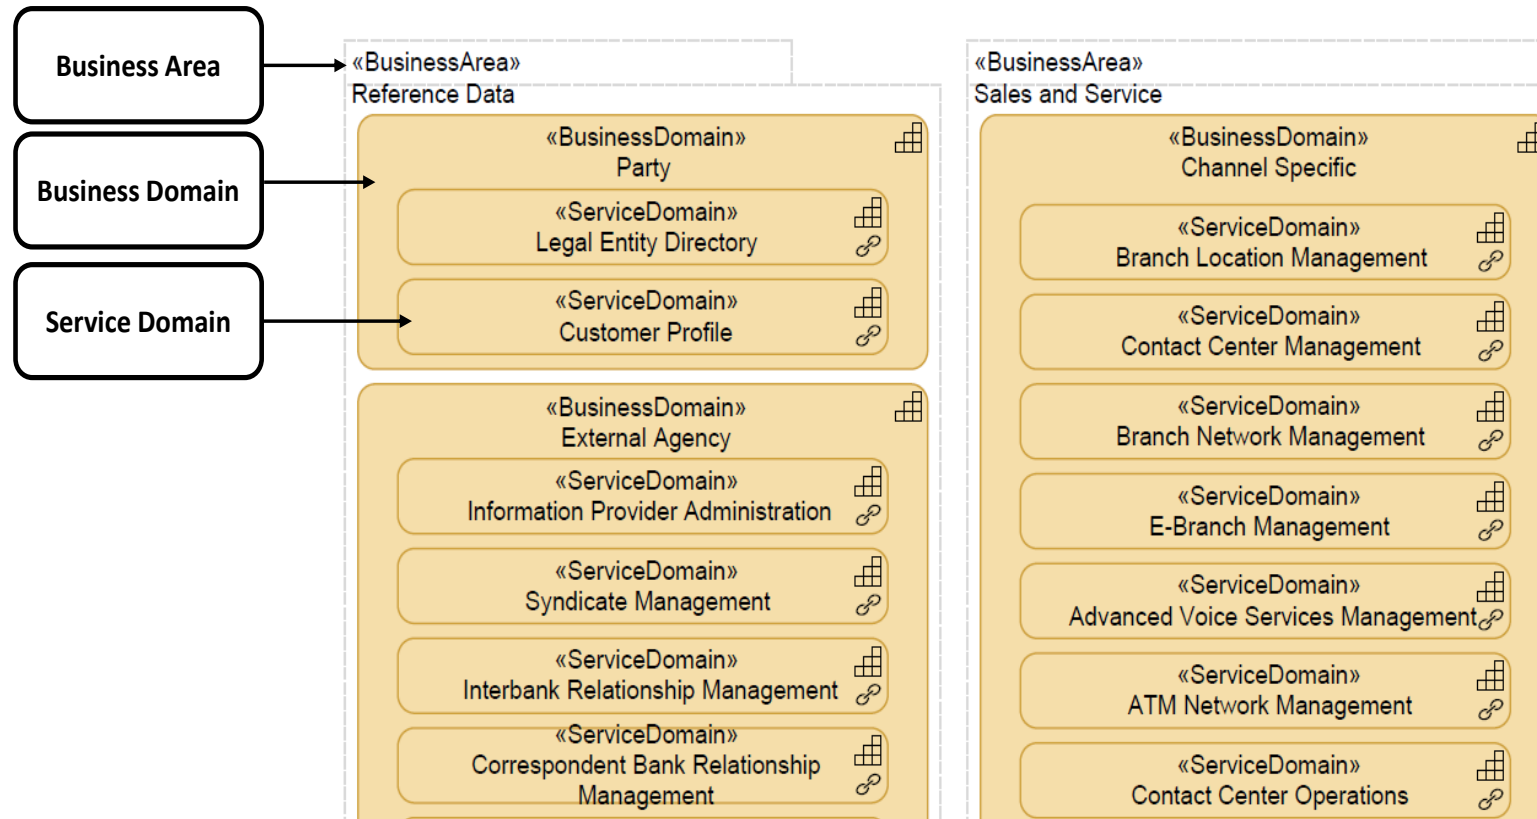 Business Area
Business Domain
Service Domain
«BusinessArea»
Reference Data
«BusinessDomain»
Party
«ServiceDomain»
Legal Entity Directory
«ServiceDomain»
Customer Profile
«BusinessDomain»
External Agency
«ServiceDomain»
Information Provider Administration
«ServiceDomain»
Syndicate Management
«ServiceDomain»
Interbank Relationship Management
«ServiceDomain»
Correspondent Bank Relationship
Management
«BusinessArea»
Sales and Service
«BusinessDomain»
Channel Specific
«ServiceDomain»
Branch Location Management
«ServiceDomain»
Contact Center Management
«ServiceDomain»
Branch Network Management
«ServiceDomain»
E-Branch Management
«ServiceDomain»
Advanced Voice Services Management
«ServiceDomain»
ATM Network Management
«ServiceDomain»
Contact Center Operations